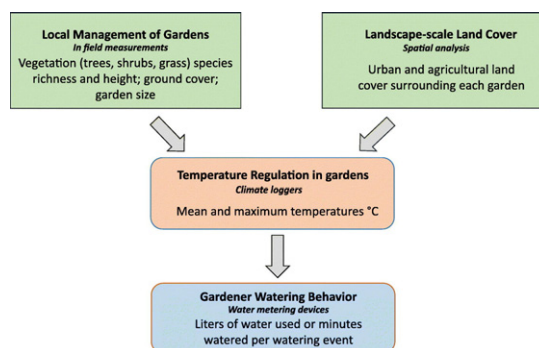 Local Management of Gardens
In field measurements
Vegetation (trees, shrubs, grass) species
richness and height; ground cover;
garden size
Landscape-scale Land Cover
Spatial analysis
Urban and agricultural land
cover surrounding each garden
Temperature Regulation in gardens
Climate loggers
Mean and maximum temperatures °C
Gardener Watering Behavior
Water metering devices
Liters of water used or minutes
watered per watering event